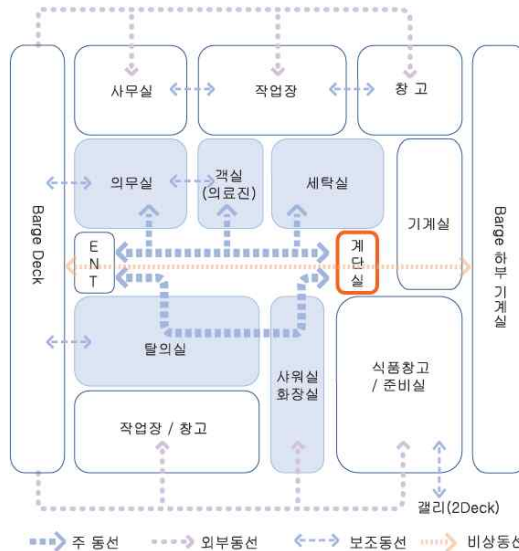 사무실
작업장
창 고
의무실
객실
(의료진)
세탁실
기계실
Barge Deck
ENT
계단실
Barge 하부 기계실
탈의실
샤워실
화장실
식품창고
/ 준비실
작업장 / 창고
갤리(2Deck)
주 동선
외부동선
보조동선
비상동선